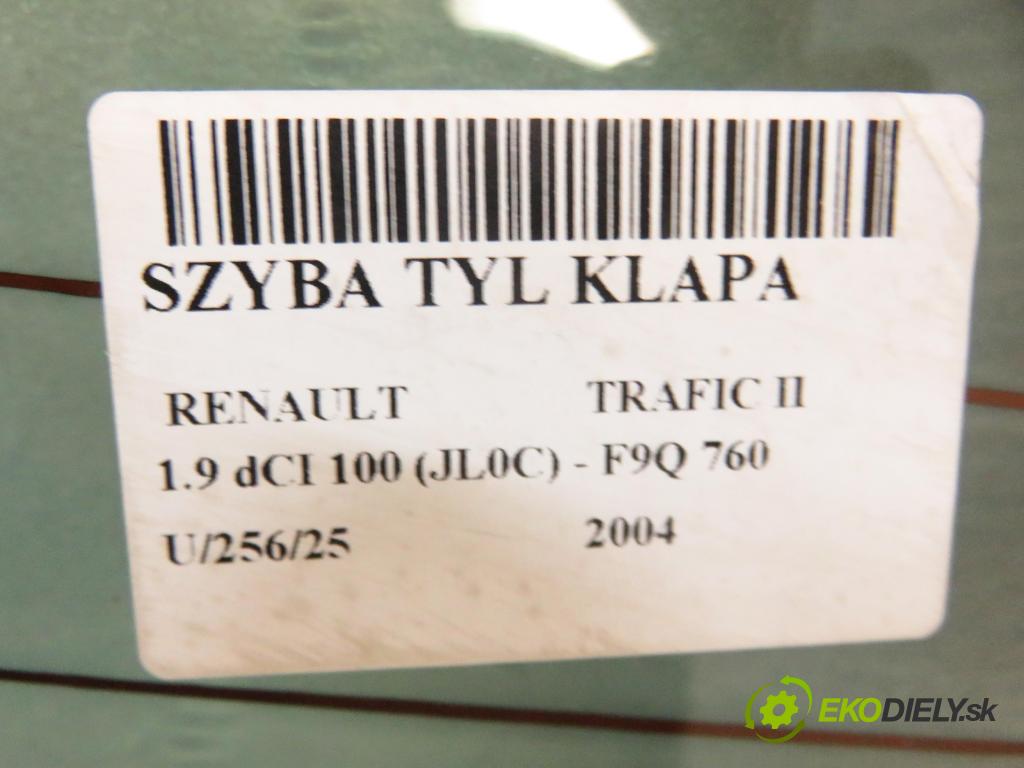 SZYBA TYL KLAPA
RENAULT TRAFIC II
1.9 dCI 100 (JL0C) - F9Q 760
U/256/25 2004
EKODIELY.sk